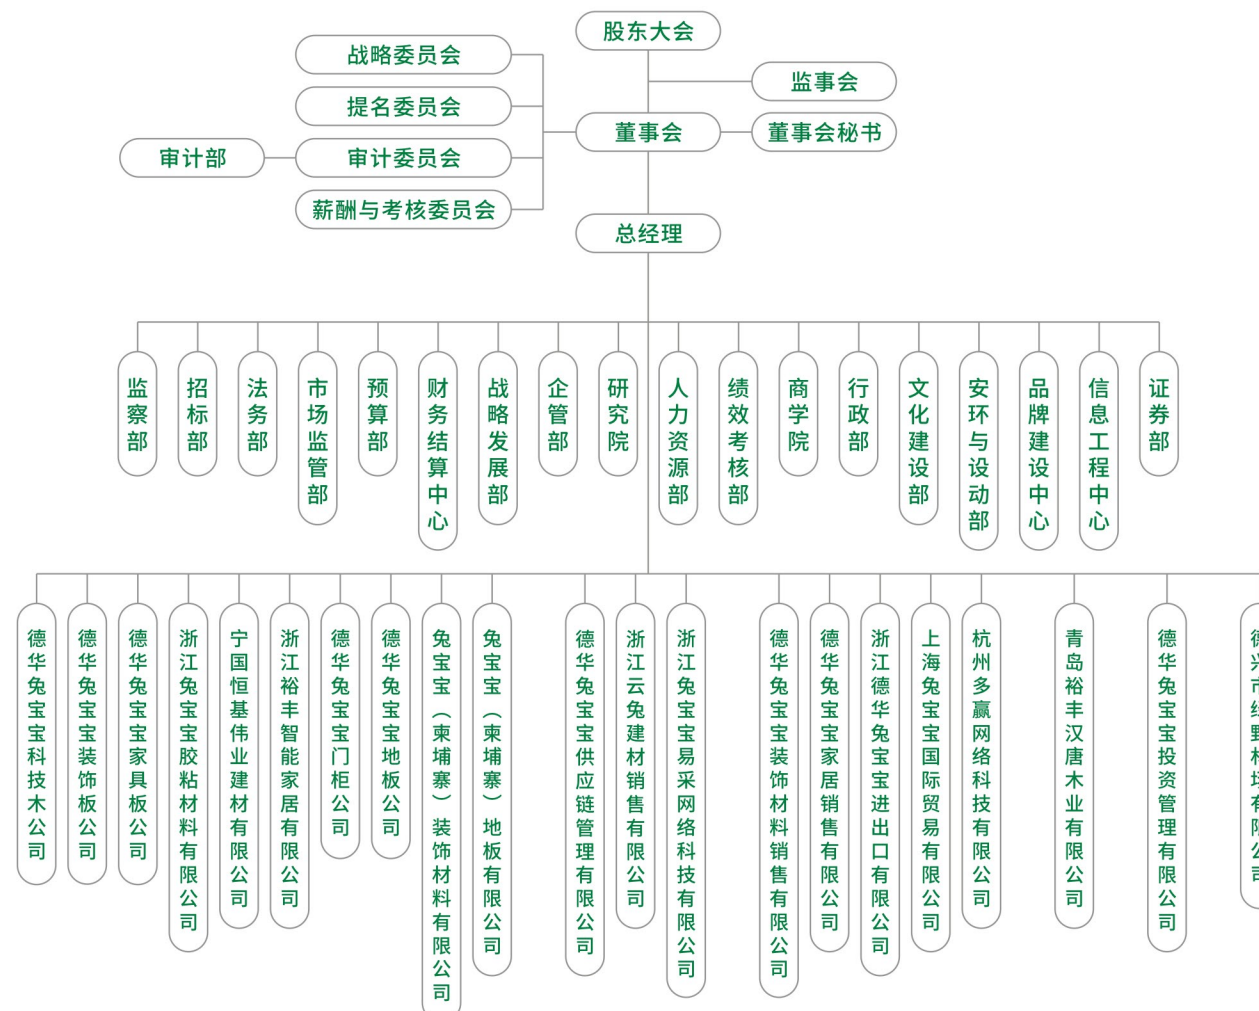 股东大会
战略委员会
监事会
提名委员会
董事会
董事会秘书
审计部
审计委员会
薪酬与考核委员会
总经理
监察部
招标部
法务部
市场监管部
预算部
财务结算中心
战略发展部
企管部
研究院
人力资源部
绩效考核部
商学院
行政部
文化建设部
安环与设动部
品牌建设中心
信息工程中心
证券部
德华兔宝宝科技木公司
德华兔宝宝装饰板公司
德华兔宝宝家具板公司
浙江兔宝宝胶粘材料有限公司
宁国恒基伟业建材有限公司
浙江裕丰智能家居有限公司
德华兔宝宝门柜公司
德华兔宝宝地板公司
兔宝宝（柬埔寨）装饰材料有限公司
兔宝宝（柬埔寨）地板有限公司
德华兔宝宝供应链管理有限公司
浙江云兔建材销售有限公司
浙江兔宝宝易采网络科技有限公司
德华兔宝宝装饰材料销售有限公司
德华兔宝宝家居销售有限公司
浙江德华兔宝宝进出口有限公司
上海兔宝宝国际贸易有限公司
杭州多赢网络科技有限公司
青岛裕丰汉唐木业有限公司
德华兔宝宝投资管理有限公司